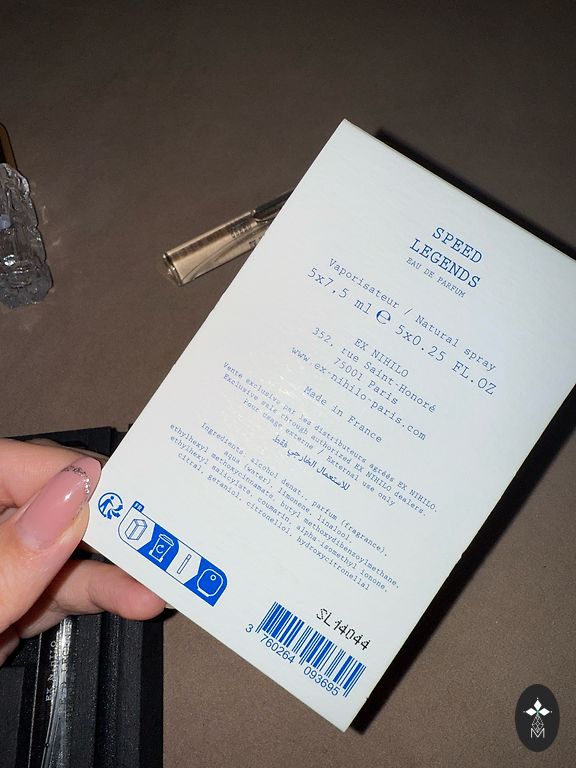 SPEED
LEGENDS
EAU DE PARFUM
Vaporisateur / Natural spray
5x7,5 ml ℮ 5x0.25 FL.OZ
EX NIHILO
352, rue Saint-Honoré
75001 Paris
www.ex-nihilo-paris.com
Made in France
Vente exclusive par les distributeurs agréés EX NIHILO.
Exclusive sale through authorized EX NIHILO dealers.
Pour usage externe / External use only
للاستعمال الخارجي فقط
Ingredients: alcohol denat., parfum (fragrance),
aqua (water), limonene, linalool,
ethylhexyl methoxycinnamate, butyl methoxydibenzoylmethane,
ethylhexyl salicylate, coumarin, alpha-isomethyl ionone,
citral, geraniol, citronellol, hydroxycitronellal
SL14044
3 760264 093695
EX NIHILO
M